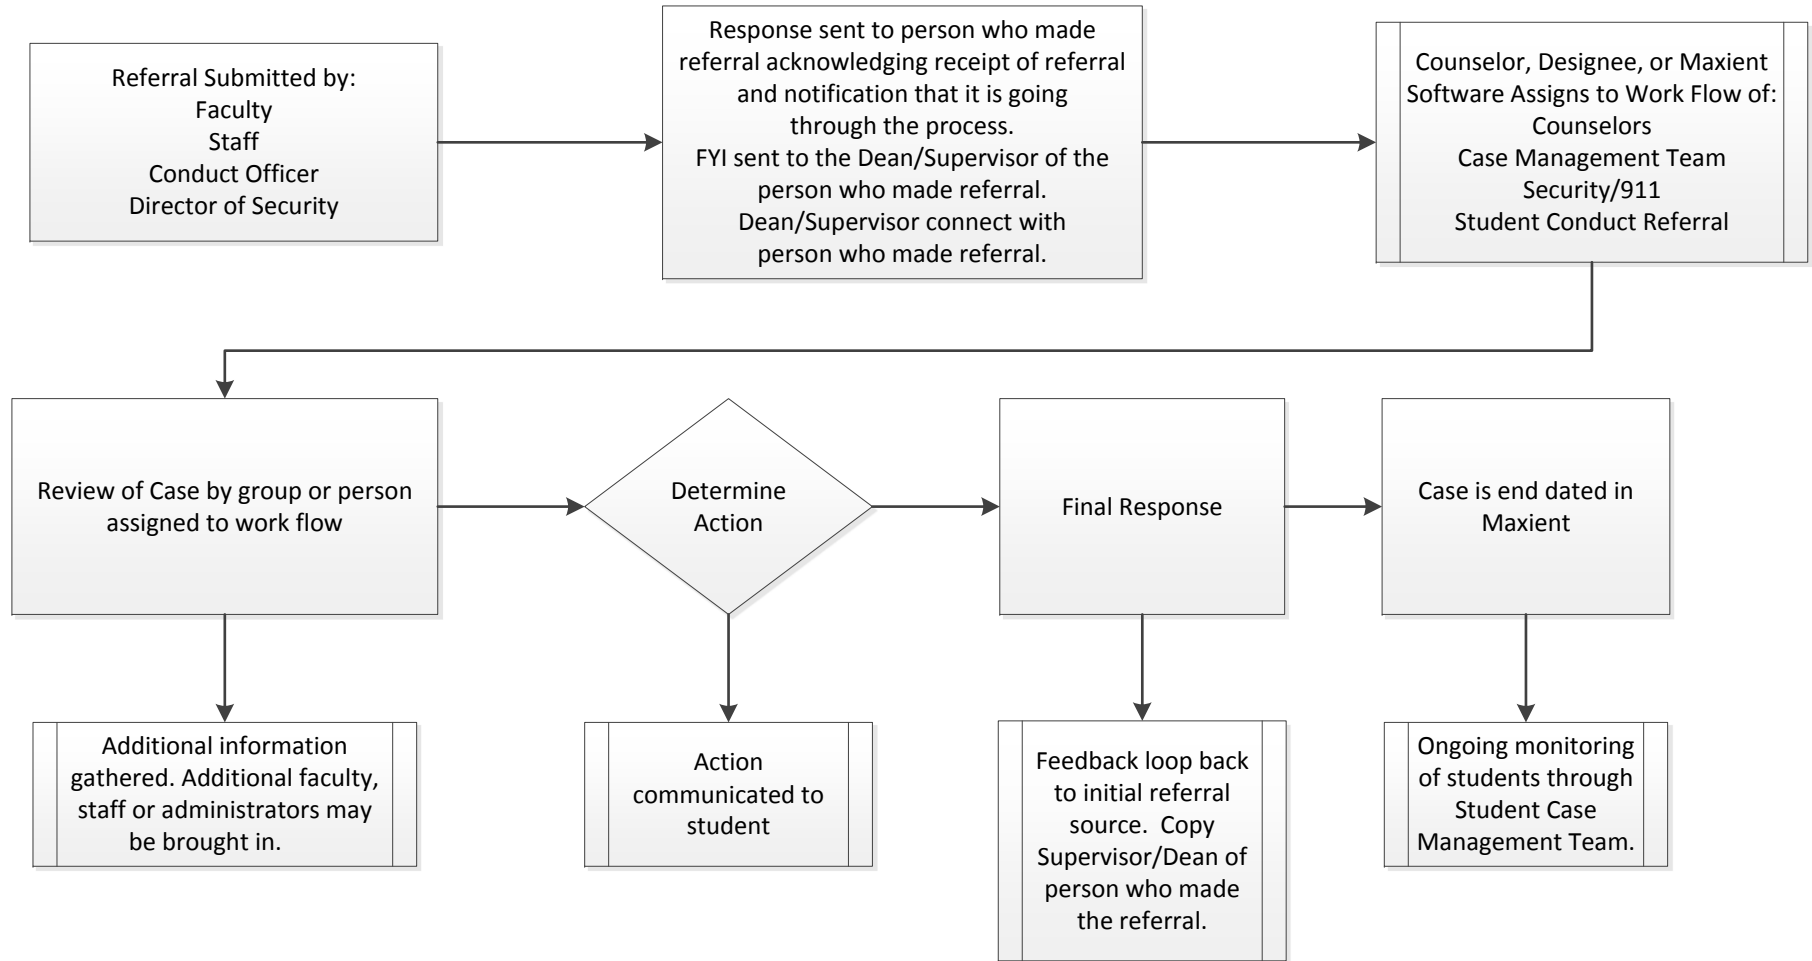 Referral Submitted by:
Faculty
Staff
Conduct Officer
Director of Security
Response sent to person who made
referral acknowledging receipt of referral
and notification that it is going
through the process.
FYI sent to the Dean/Supervisor of the
person who made referral.
Dean/Supervisor connect with
person who made referral.
Counselor, Designee, or Maxient
Software Assigns to Work Flow of:
Counselors
Case Management Team
Security/911
Student Conduct Referral
Review of Case by group or person
assigned to work flow
Determine
Action
Final Response
Case is end dated in
Maxient
Additional information
gathered. Additional faculty,
staff or administrators may
be brought in.
Action
communicated to
student
Feedback loop back
to initial referral
source.  Copy
Supervisor/Dean of
person who made
the referral.
Ongoing monitoring
of students through
Student Case
Management Team.